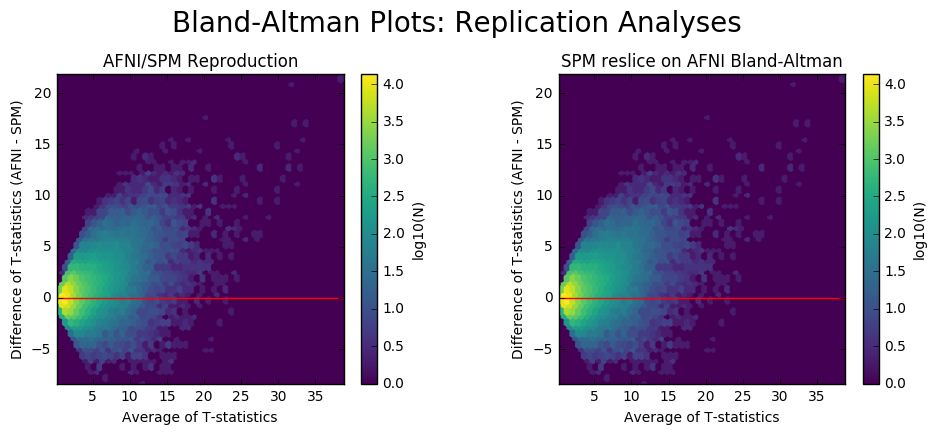 Bland-Altman Plots: Replication Analyses
AFNI/SPM Reproduction
Difference of T-statistics (AFNI - SPM)
20
15
10
5
0
−5
5 10 15 20 25 30 35
Average of T-statistics
4.0
3.5
3.0
2.5
2.0
1.5
1.0
0.5
0.0
log10(N)
SPM reslice on AFNI Bland-Altman
Difference of T-statistics (AFNI - SPM)
20
15
10
5
0
−5
5 10 15 20 25 30 35
Average of T-statistics
4.0
3.5
3.0
2.5
2.0
1.5
1.0
0.5
0.0
log10(N)